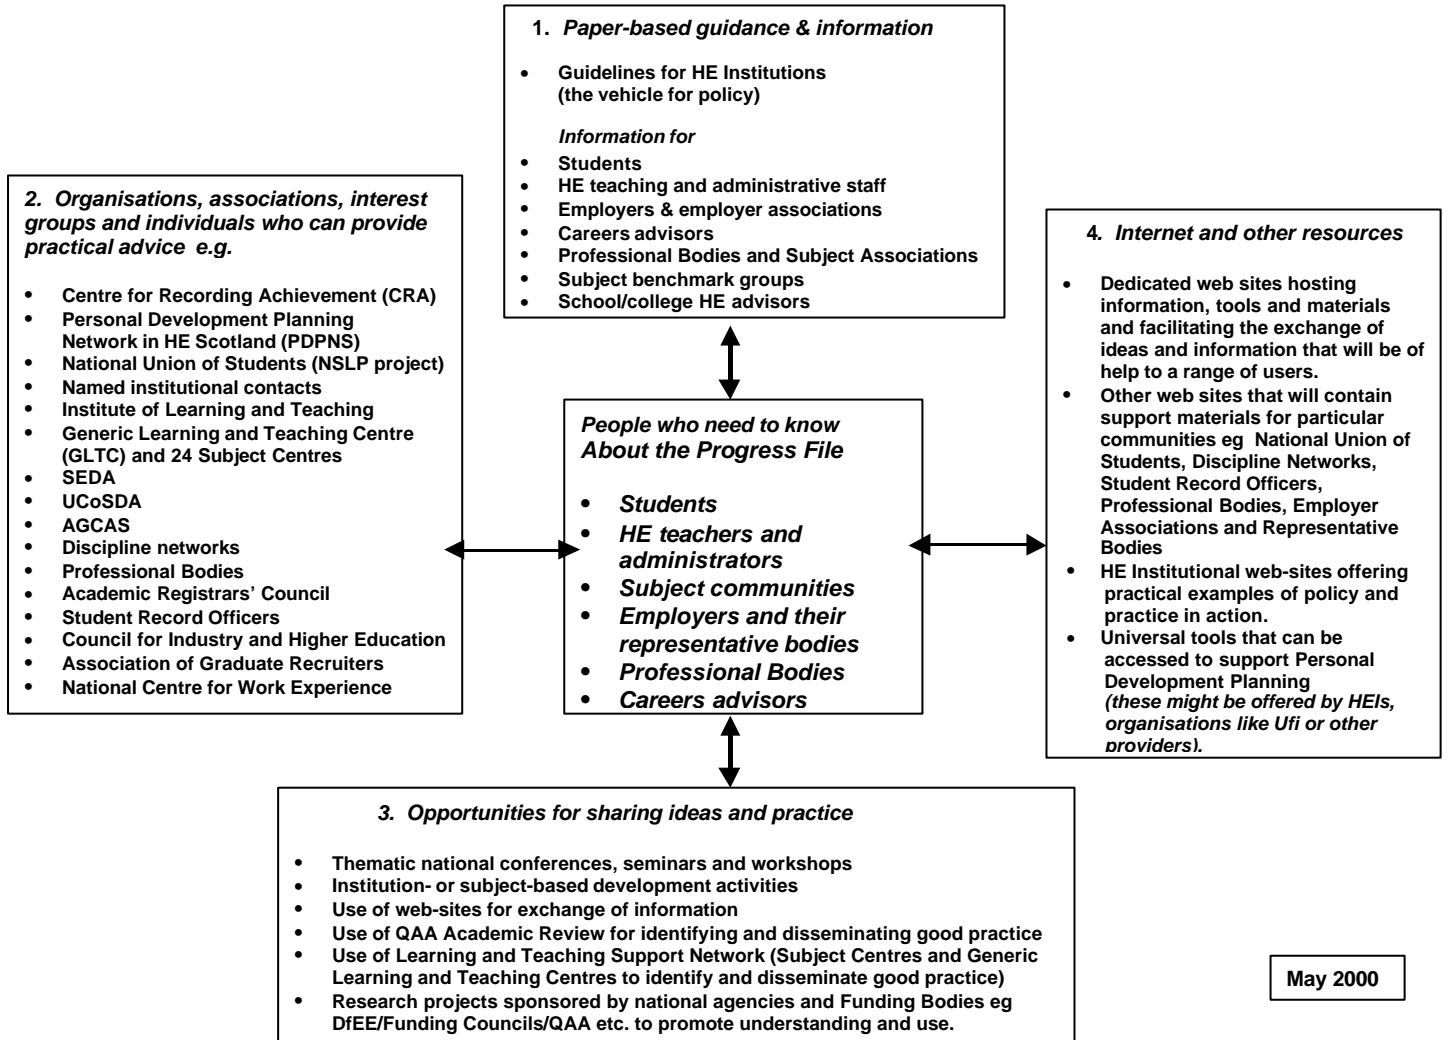 1. Paper-based guidance & information
• Guidelines for HE Institutions
(the vehicle for policy)
Information for
• Students
• HE teaching and administrative staff
• Employers & employer associations
• Careers advisors
• Professional Bodies and Subject Associations
• Subject benchmark groups
• School/college HE advisors
2. Organisations, associations, interest
groups and individuals who can provide
practical advice e.g.
• Centre for Recording Achievement (CRA)
• Personal Development Planning
Network in HE Scotland (PDPNS)
• National Union of Students (NSLP project)
• Named institutional contacts
• Institute of Learning and Teaching
• Generic Learning and Teaching Centre
(GLTC) and 24 Subject Centres
• SEDA
• UCoSDA
• AGCAS
• Discipline networks
• Professional Bodies
• Academic Registrars’ Council
• Student Record Officers
• Council for Industry and Higher Education
• Association of Graduate Recruiters
• National Centre for Work Experience
People who need to know
About the Progress File
• Students
• HE teachers and
administrators
• Subject communities
• Employers and their
representative bodies
• Professional Bodies
• Careers advisors
4. Internet and other resources
• Dedicated web sites hosting
information, tools and materials
and facilitating the exchange of
ideas and information that will be of
help to a range of users.
• Other web sites that will contain
support materials for particular
communities eg National Union of
Students, Discipline Networks,
Student Record Officers,
Professional Bodies, Employer
Associations and Representative
Bodies
• HE Institutional web-sites offering
practical examples of policy and
practice in action.
• Universal tools that can be
accessed to support Personal
Development Planning
(these might be offered by HEIs,
organisations like Ufi or other
providers).
3. Opportunities for sharing ideas and practice
• Thematic national conferences, seminars and workshops
• Institution- or subject-based development activities
• Use of web-sites for exchange of information
• Use of QAA Academic Review for identifying and disseminating good practice
• Use of Learning and Teaching Support Network (Subject Centres and Generic
Learning and Teaching Centres to identify and disseminate good practice)
• Research projects sponsored by national agencies and Funding Bodies eg
DfEE/Funding Councils/QAA etc. to promote understanding and use.
May 2000